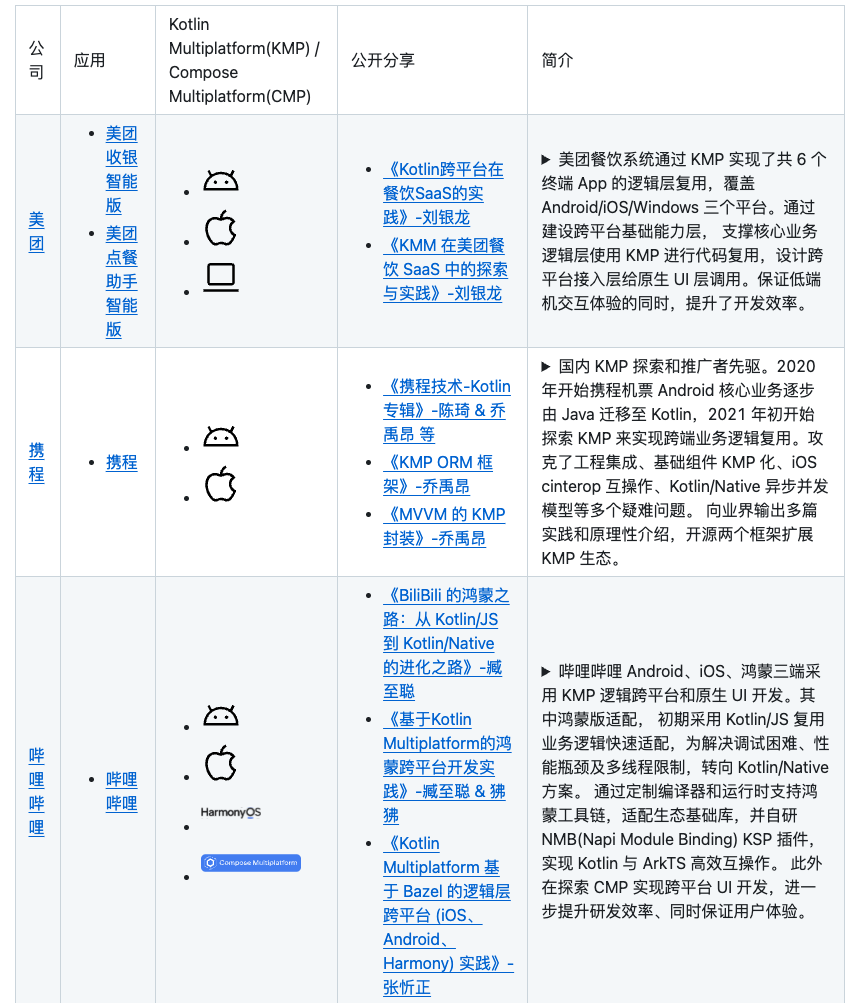 公
司
应用
Kotlin
Multiplatform(KMP) /
Compose
Multiplatform(CMP)
公开分享
简介
美
团
美团
收银
智能
版
美团
点餐
助手
智能
版
《Kotlin跨平台在
餐饮SaaS的实
践》-刘银龙
《KMM 在美团餐
饮 SaaS 中的探索
与实践》-刘银龙
美团餐饮系统通过 KMP 实现了共 6 个
终端 App 的逻辑层复用，覆盖
Android/iOS/Windows 三个平台。通过
建设跨平台基础能力层， 支撑核心业务
逻辑层使用 KMP 进行代码复用，设计跨
平台接入层给原生 UI 层调用。保证低端
机交互体验的同时，提升了开发效率。
携
程
携程
《携程技术-Kotlin
专辑》-陈琦 & 乔
禹昂 等
《KMP ORM 框
架》-乔禹昂
《MVVM 的 KMP
封装》-乔禹昂
国内 KMP 探索和推广者先驱。2020
年开始携程机票 Android 核心业务逐步
由 Java 迁移至 Kotlin，2021 年初开始
探索 KMP 来实现跨端业务逻辑复用。攻
克了工程集成、基础组件 KMP 化、iOS
cinterop 互操作、Kotlin/Native 异步并发
模型等多个疑难问题。 向业界输出多篇
实践和原理性介绍，开源两个框架扩展
KMP 生态。
哔
哩
哔
哩
哔哩
哔哩
HarmonyOS
Compose Multiplatform
《BiliBili 的鸿蒙之
路：从 Kotlin/JS
到 Kotlin/Native
的进化之路》-臧
至聪
《基于Kotlin
Multiplatform的鸿
蒙跨平台开发实
践》-臧至聪 & 狒
狒
《Kotlin
Multiplatform 基
于 Bazel 的逻辑层
跨平台 (iOS、
Android、
Harmony) 实践》-
张忻正
哔哩哔哩 Android、iOS、鸿蒙三端采
用 KMP 逻辑跨平台和原生 UI 开发。其
中鸿蒙版适配， 初期采用 Kotlin/JS 复用
业务逻辑快速适配，为解决调试困难、性
能瓶颈及多线程限制，转向 Kotlin/Native
方案。 通过定制编译器和运行时支持鸿
蒙工具链，适配生态基础库，并自研
NMB(Napi Module Binding) KSP 插件，
实现 Kotlin 与 ArkTS 高效互操作。 此外
在探索 CMP 实现跨平台 UI 开发，进一
步提升研发效率、同时保证用户体验。